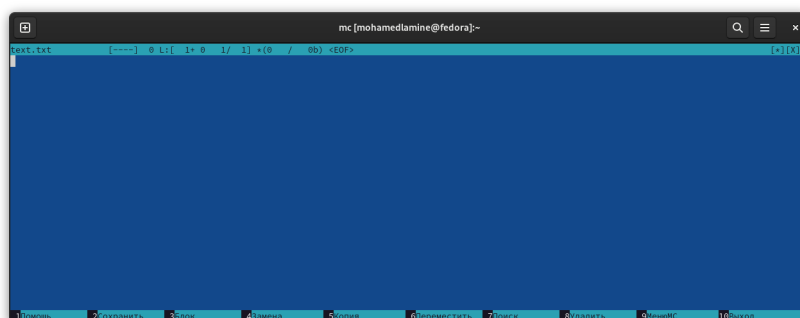 mc [mohamedlamine@fedora]:~
text.txt [----] 0 L:[ 1+ 0 1/ 1] *(0 / 0b) <EOF> [*][X]
1Помощь 2Сохранить 3Блок 4Замена 5Копия 6Переместить 7Поиск 8Удалить 9МенюMC 10Выход